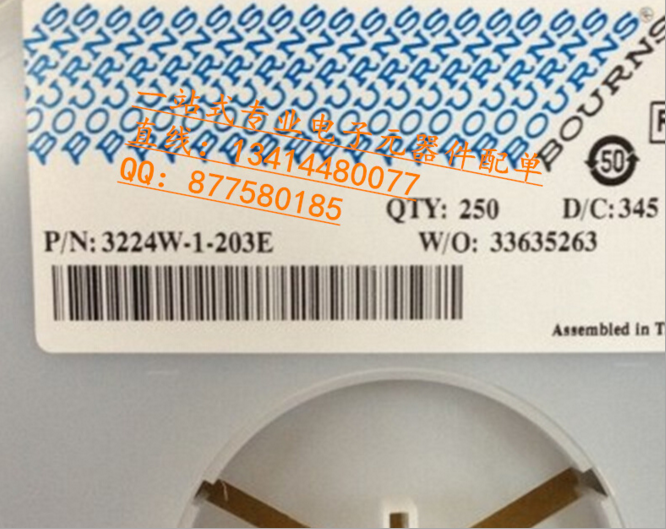 BOURNS®
一站式专业电子元器件配单
直线：13414480077
QQ：877580185
50
QTY: 250 D/C: 345
P/N: 3224W-1-203E W/O: 33635263
Assembled in T